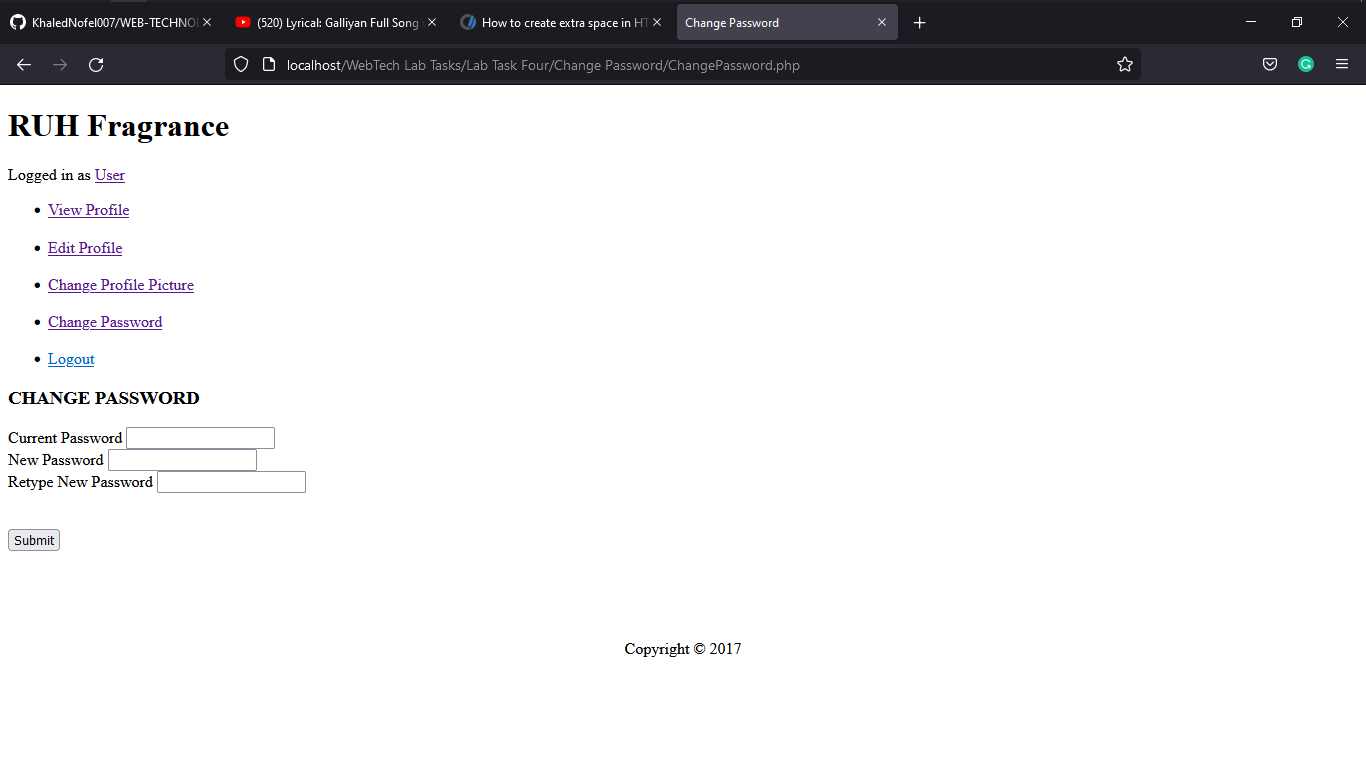 KhaledNofel007/WEB-TECHNOL
(520) Lyrical: Galliyan Full Song
How to create extra space in HT
Change Password
localhost/WebTech Lab Tasks/Lab Task Four/Change Password/ChangePassword.php
RUH Fragrance
Logged in as User
View Profile
Edit Profile
Change Profile Picture
Change Password
Logout
CHANGE PASSWORD
Current Password
New Password
Retype New Password
Submit
Copyright © 2017